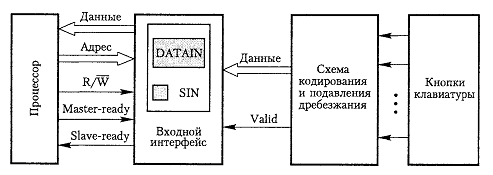 Процессор
Данные
Адрес
R/W̅
Master-ready
Slave-ready
DATAIN
SIN
Входной
интерфейс
Данные
Valid
Схема
кодирования
и подавления
дребезжания
Кнопки
клавиатуры